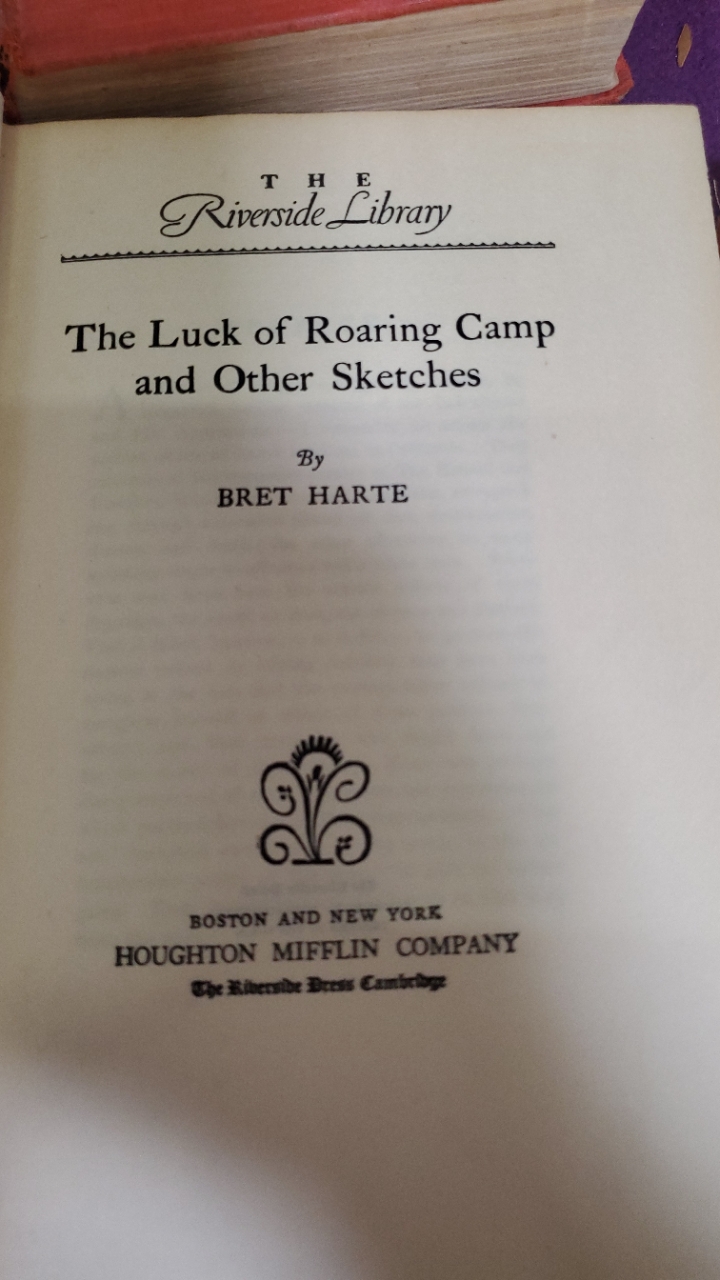 THE
Riverside Library
The Luck of Roaring Camp
and Other Sketches
By
BRET HARTE
BOSTON AND NEW YORK
HOUGHTON MIFFLIN COMPANY
The Riverside Press Cambridge